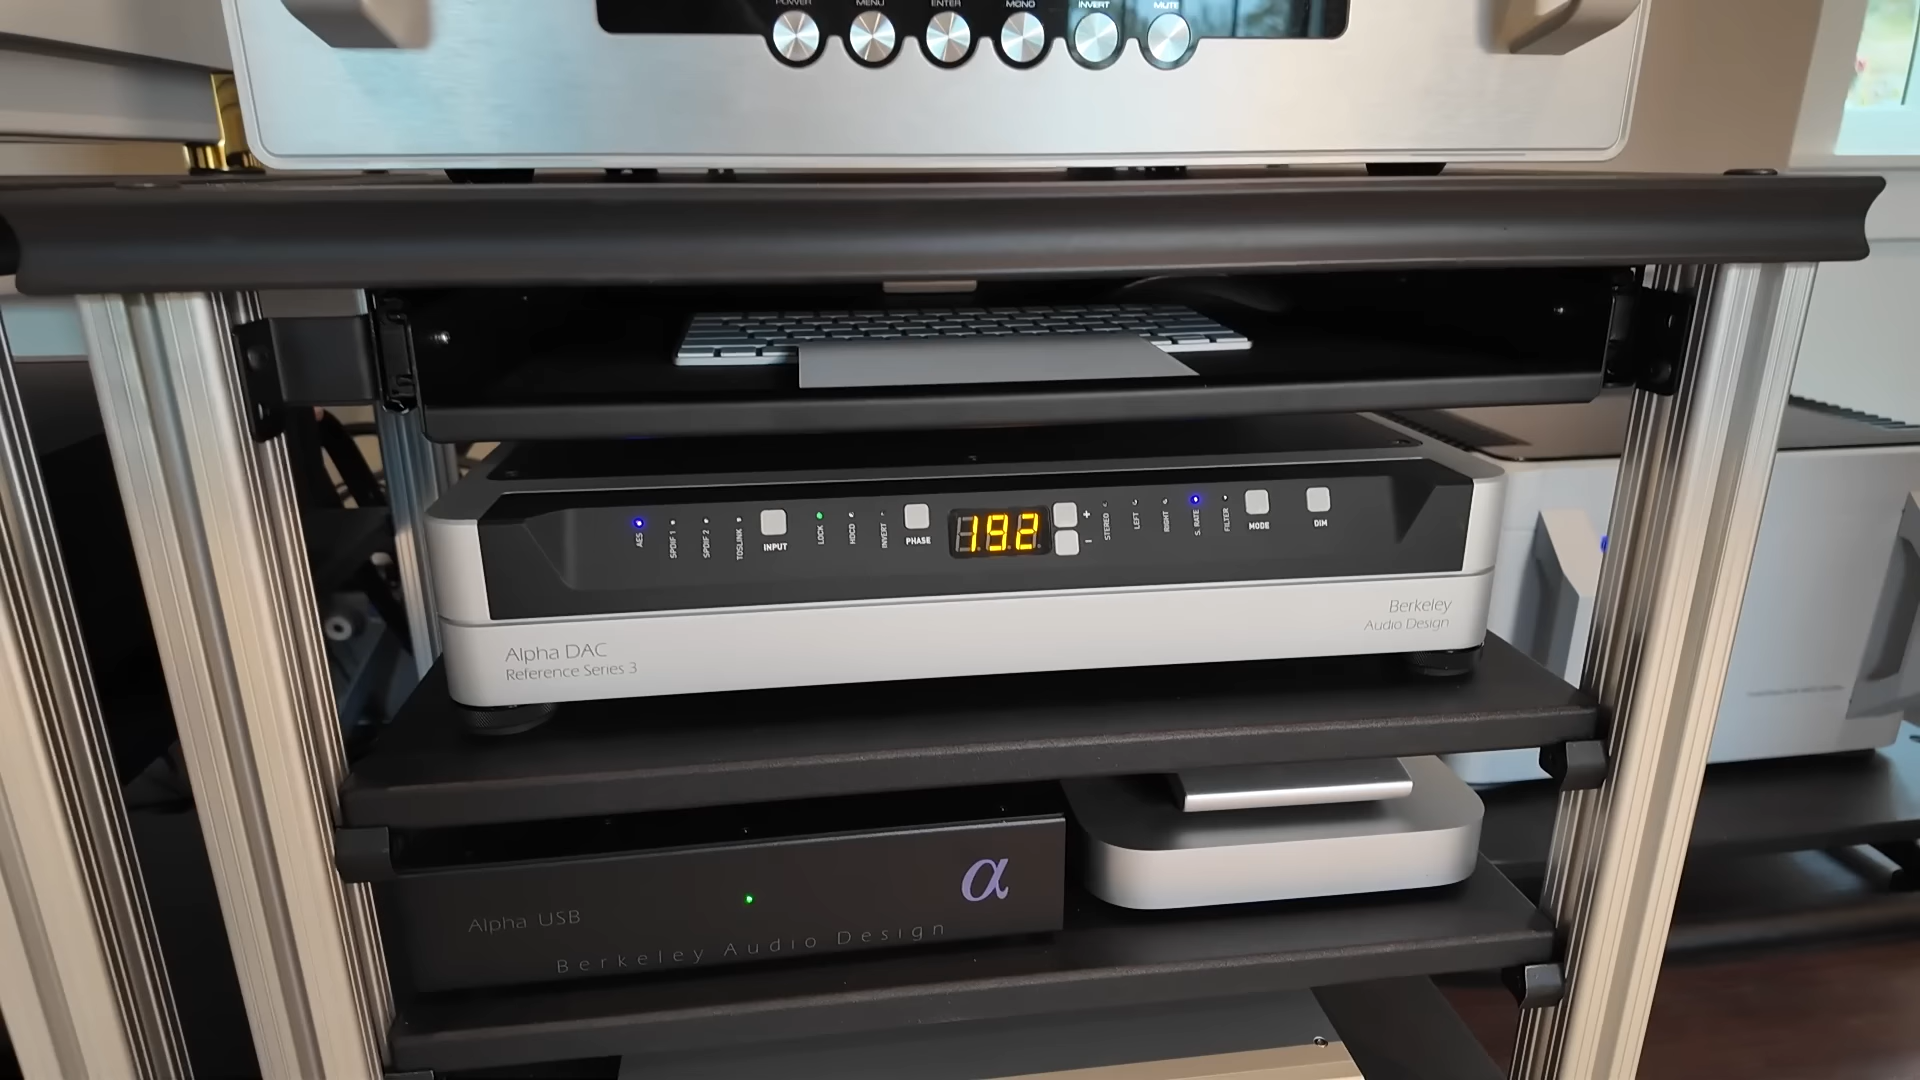 POWER MENU ENTER MONO INVERT MUTE
AES SPDIF 1 SPDIF 2 TOSLINK INPUT LOCK HDCD INVERT PHASE 192 + − STEREO LEFT RIGHT S. RATE FILTER MODE DIM
Alpha DAC
Reference Series 3
Berkeley
Audio Design
Alpha USB
α
Berkeley Audio Design